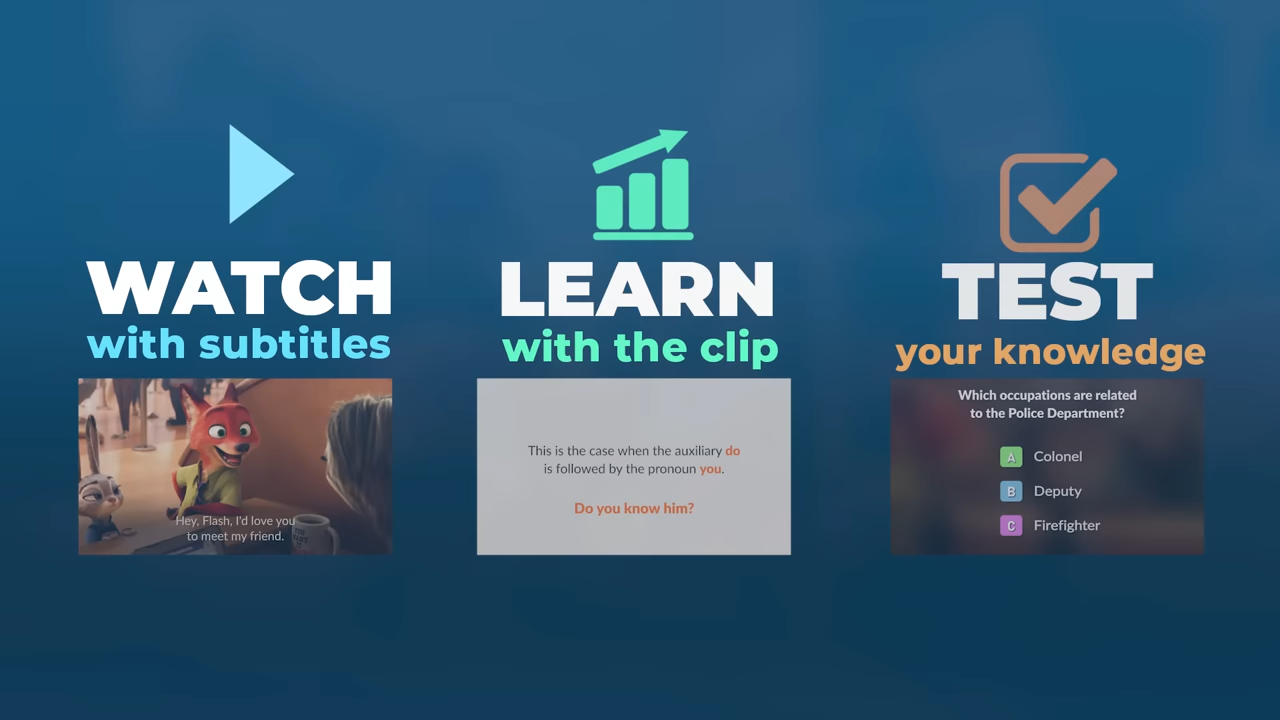 WATCH
with subtitles
Hey, Flash, I'd love you
to meet my friend.
LEARN
with the clip
This is the case when the auxiliary do
is followed by the pronoun you.
Do you know him?
TEST
your knowledge
Which occupations are related
to the Police Department?
A Colonel
B Deputy
C Firefighter